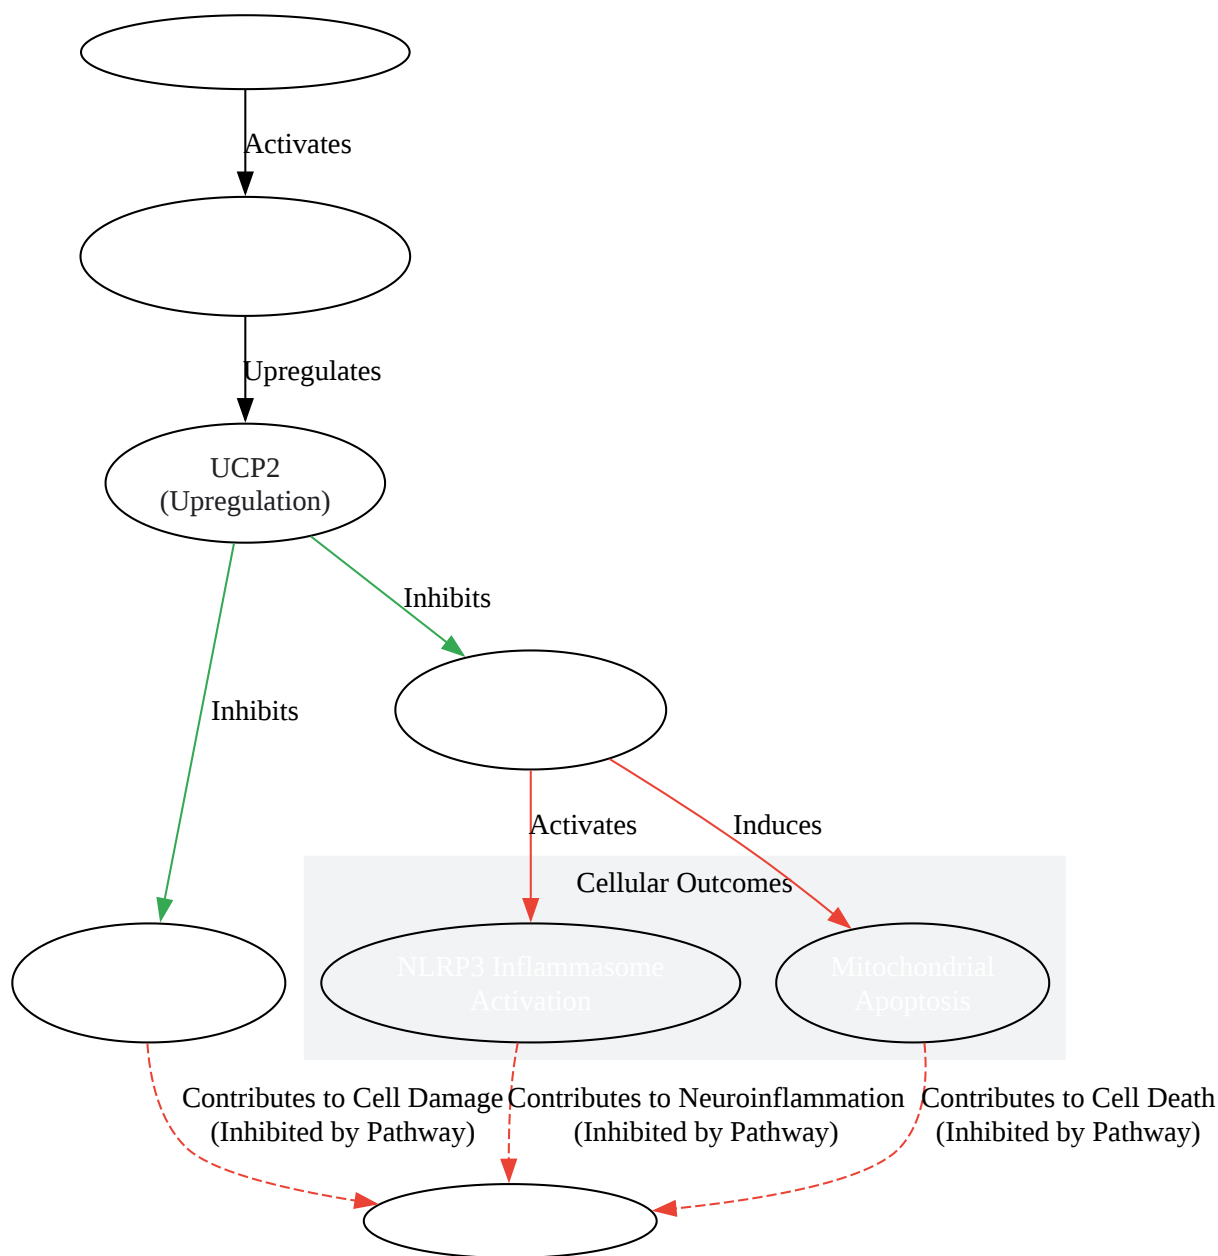 Activates
Upregulates
UCP2
(Upregulation)
Inhibits
Inhibits
Activates
Induces
Cellular Outcomes
NLRP3 Inflammasome
Activation
Mitochondrial
Apoptosis
Contributes to Cell Damage
(Inhibited by Pathway)
Contributes to Neuroinflammation
(Inhibited by Pathway)
Contributes to Cell Death
(Inhibited by Pathway)